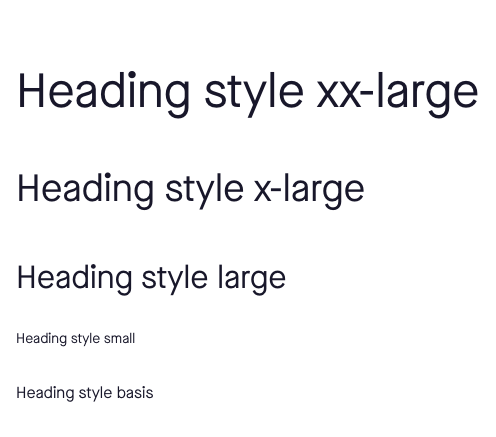 Heading style xx-large
Heading style x-large
Heading style large
Heading style small
Heading style basis